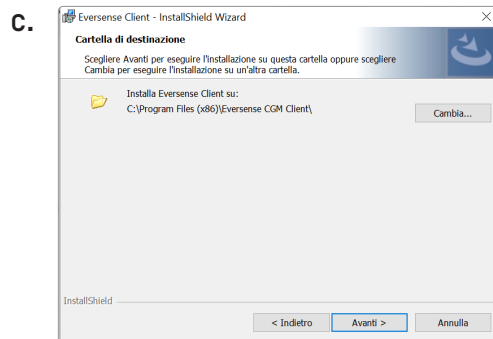 C.
Eversense Client - InstallShield Wizard
Cartella di destinazione
Scegliere Avanti per eseguire l'installazione su questa cartella oppure scegliere
Cambia per eseguire l'installazione su un'altra cartella.
Installa Eversense Client su:
C:\Program Files (x86)\Eversense CGM Client\
Cambia...
InstallShield
< Indietro
Avanti >
Annulla